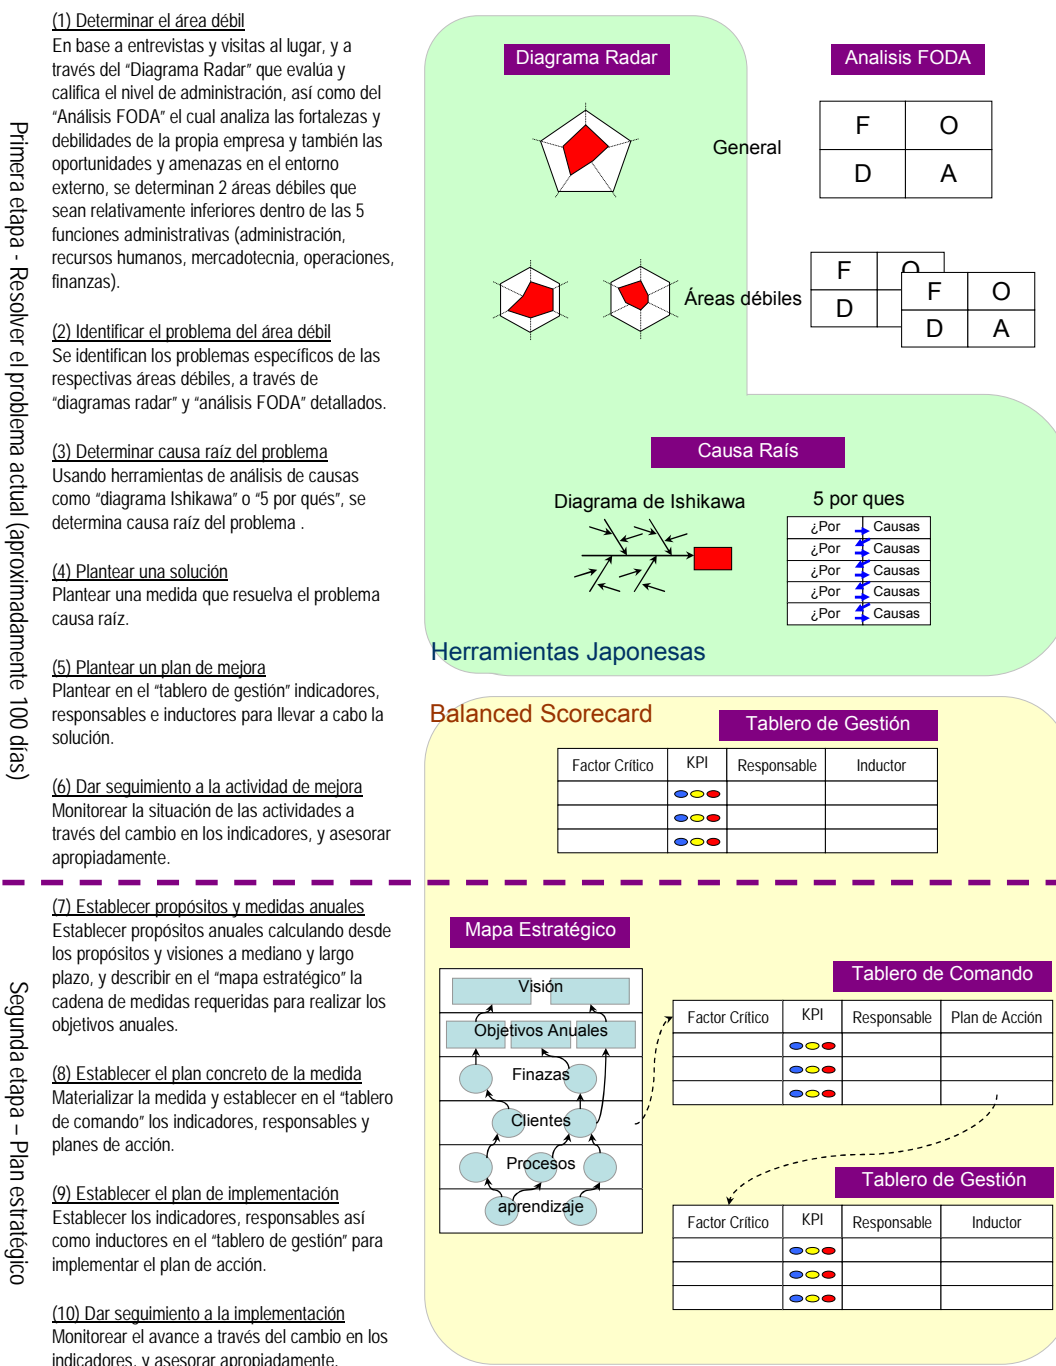 Primera etapa - Resolver el problema actual (aproximadamente 100 días)
(1) Determinar el área débil
En base a entrevistas y visitas al lugar, y a
través del “Diagrama Radar” que evalúa y
califica el nivel de administración, así como del
“Análisis FODA” el cual analiza las fortalezas y
debilidades de la propia empresa y también las
oportunidades y amenazas en el entorno
externo, se determinan 2 áreas débiles que
sean relativamente inferiores dentro de las 5
funciones administrativas (administración,
recursos humanos, mercadotecnia, operaciones,
finanzas).
(2) Identificar el problema del área débil
Se identifican los problemas específicos de las
respectivas áreas débiles, a través de
“diagramas radar” y “análisis FODA” detallados.
(3) Determinar causa raíz del problema
Usando herramientas de análisis de causas
como “diagrama Ishikawa” o “5 por qués”, se
determina causa raíz del problema .
(4) Plantear una solución
Plantear una medida que resuelva el problema
causa raíz.
(5) Plantear un plan de mejora
Plantear en el “tablero de gestión” indicadores,
responsables e inductores para llevar a cabo la
solución.
(6) Dar seguimiento a la actividad de mejora
Monitorear la situación de las actividades a
través del cambio en los indicadores, y asesorar
apropiadamente.
Diagrama Radar
Analisis FODA
General
F O
D A
Áreas débiles
F O
D
F O
D A
Causa Raís
Diagrama de Ishikawa
5 por ques
¿Por Causas
¿Por Causas
¿Por Causas
¿Por Causas
¿Por Causas
Herramientas Japonesas
Balanced Scorecard
Tablero de Gestión
Factor Crítico KPI Responsable Inductor
Segunda etapa – Plan estratégico
(7) Establecer propósitos y medidas anuales
Establecer propósitos anuales calculando desde
los propósitos y visiones a mediano y largo
plazo, y describir en el “mapa estratégico” la
cadena de medidas requeridas para realizar los
objetivos anuales.
(8) Establecer el plan concreto de la medida
Materializar la medida y establecer en el “tablero
de comando” los indicadores, responsables y
planes de acción.
(9) Establecer el plan de implementación
Establecer los indicadores, responsables así
como inductores en el “tablero de gestión” para
implementar el plan de acción.
(10) Dar seguimiento a la implementación
Monitorear el avance a través del cambio en los
indicadores, y asesorar apropiadamente.
Mapa Estratégico
Visión
Objetivos Anuales
Finazas
Clientes
Procesos
aprendizaje
Tablero de Comando
Factor Crítico KPI Responsable Plan de Acción
Tablero de Gestión
Factor Crítico KPI Responsable Inductor